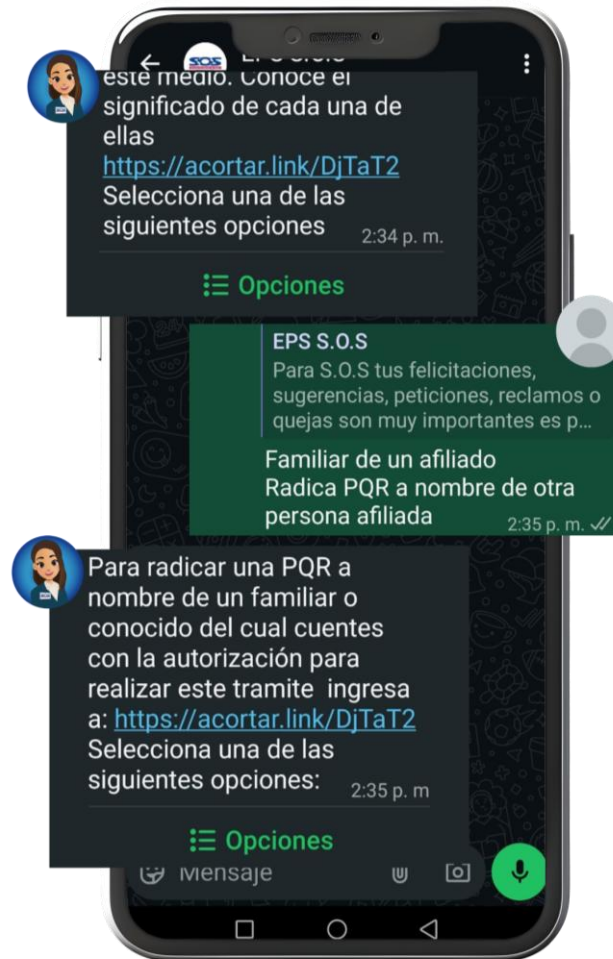 SOS
EPS S.O.S
este medio. Conoce el
significado de cada una de
ellas
https://acortar.link/DjTaT2
Selecciona una de las
siguientes opciones
2:34 p. m.
Opciones
EPS S.O.S
Para S.O.S tus felicitaciones,
sugerencias, peticiones, reclamos o
quejas son muy importantes es p...
Familiar de un afiliado
Radica PQR a nombre de otra
persona afiliada
2:35 p. m.
Para radicar una PQR a
nombre de un familiar o
conocido del cual cuentes
con la autorización para
realizar este tramite ingresa
a: https://acortar.link/DjTaT2
Selecciona una de las
siguientes opciones:
2:35 p. m
Opciones
Mensaje